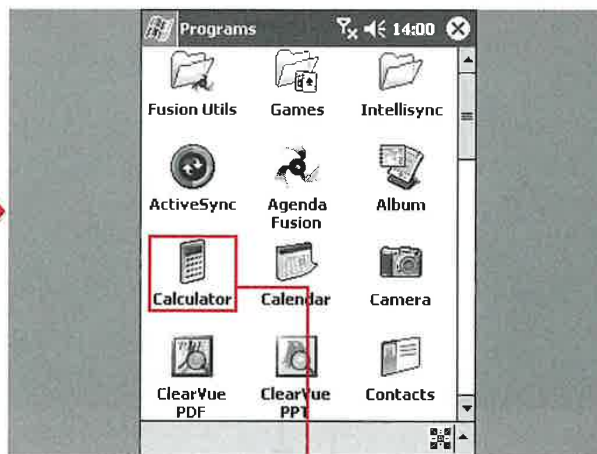 Programs 14:00
Fusion Utils Games Intellisync
ActiveSync Agenda Fusion Album
Calculator Calendar Camera
ClearVue PDF ClearVue PPT Contacts